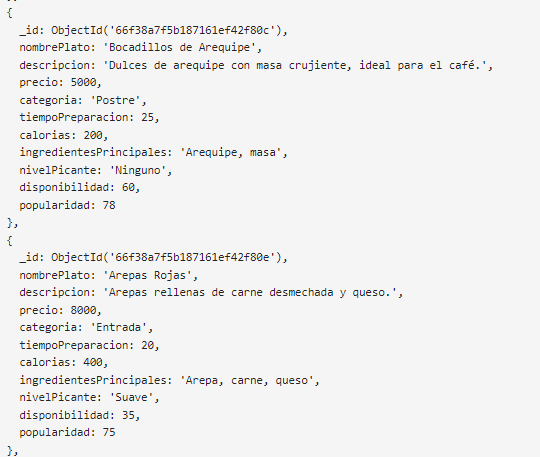 {
_id: ObjectId('66f38a7f5b187161ef42f80c'),
nombrePlato: 'Bocadillos de Arequipe',
descripcion: 'Dulces de arequipe con masa crujiente, ideal para el café.',
precio: 5000,
categoria: 'Postre',
tiempoPreparacion: 25,
calorias: 200,
ingredientesPrincipales: 'Arequipe, masa',
nivelPicante: 'Ninguno',
disponibilidad: 60,
popularidad: 78
},
{
_id: ObjectId('66f38a7f5b187161ef42f80e'),
nombrePlato: 'Arepas Rojas',
descripcion: 'Arepas rellenas de carne desmechada y queso.',
precio: 8000,
categoria: 'Entrada',
tiempoPreparacion: 20,
calorias: 400,
ingredientesPrincipales: 'Arepa, carne, queso',
nivelPicante: 'Suave',
disponibilidad: 35,
popularidad: 75
},